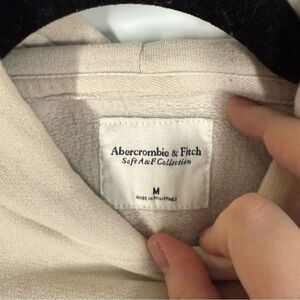 Abercrombie & Fitch
Soft A&F Collection
M
MADE IN PHILIPPINES